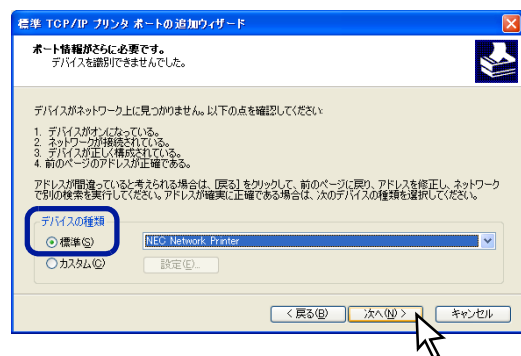 標準 TCP/IP プリンタ ポートの追加ウィザード
ポート情報がさらに必要です。
デバイスを識別できませんでした。
デバイスがネットワーク上に見つかりません。以下の点を確認してください:
1. デバイスがオンになっている。
2. ネットワークが接続されている。
3. デバイスが正しく構成されている。
4. 前のページのアドレスが正確である。
アドレスが間違っていると考えられる場合は、[戻る] をクリックして、前のページに戻り、アドレスを修正し、ネットワーク
で別の検索を実行してください。アドレスが確実に正確である場合は、次のデバイスの種類を選択してください。
デバイスの種類
標準(S) NEC Network Printer
カスタム(C) 設定(E)...
< 戻る(B) 次へ(N) > キャンセル